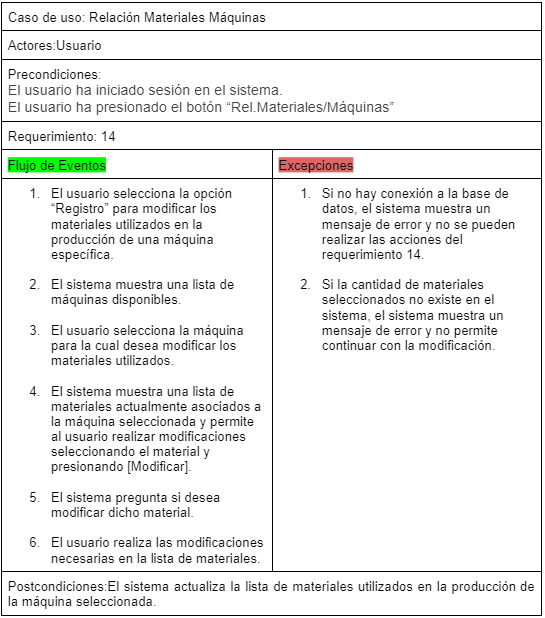 Caso de uso: Relación Materiales Máquinas
Actores:Usuario
Precondiciones:
El usuario ha iniciado sesión en el sistema.
El usuario ha presionado el botón “Rel.Materiales/Máquinas”
Requerimiento: 14
Flujo de Eventos
1. El usuario selecciona la opción
“Registro” para modificar los
materiales utilizados en la
producción de una máquina
específica.
2. El sistema muestra una lista de
máquinas disponibles.
3. El usuario selecciona la máquina
para la cual desea modificar los
materiales utilizados.
4. El sistema muestra una lista de
materiales actualmente asociados a
la máquina seleccionada y permite
al usuario realizar modificaciones
seleccionando el material y
presionando [Modificar].
5. El sistema pregunta si desea
modificar dicho material.
6. El usuario realiza las modificaciones
necesarias en la lista de materiales.
Excepciones
1. Si no hay conexión a la base de
datos, el sistema muestra un
mensaje de error y no se pueden
realizar las acciones del
requerimiento 14.
2. Si la cantidad de materiales
seleccionados no existe en el
sistema, el sistema muestra un
mensaje de error y no permite
continuar con la modificación.
Postcondiciones:El sistema actualiza la lista de materiales utilizados en la producción de
la máquina seleccionada.